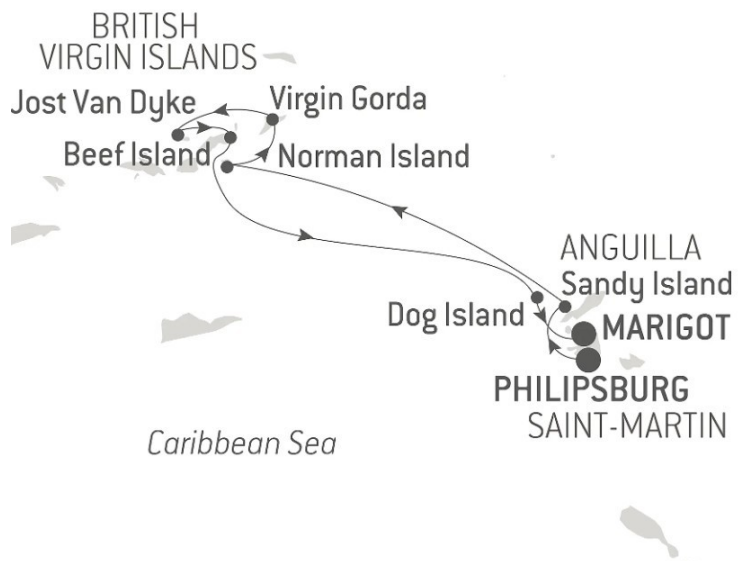 BRITISH
VIRGIN ISLANDS
Jost Van Dyke
Virgin Gorda
Beef Island
Norman Island
ANGUILLA
Sandy Island
Dog Island
MARIGOT
PHILIPSBURG
SAINT-MARTIN
Caribbean Sea